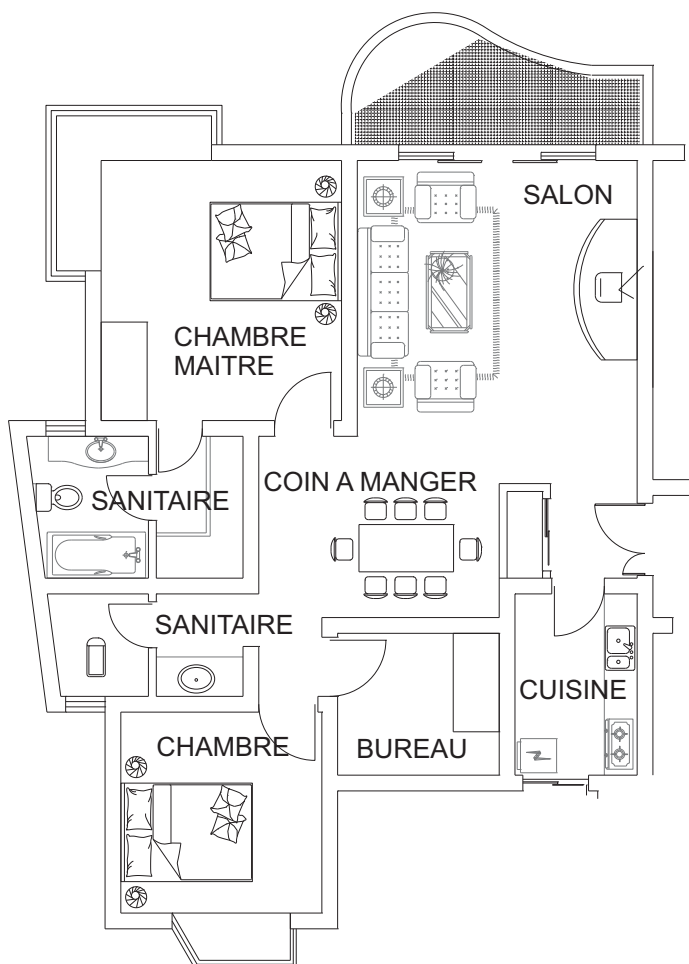 SALON
CHAMBRE
MAITRE
COIN A MANGER
SANITAIRE
SANITAIRE
CUISINE
CHAMBRE
BUREAU